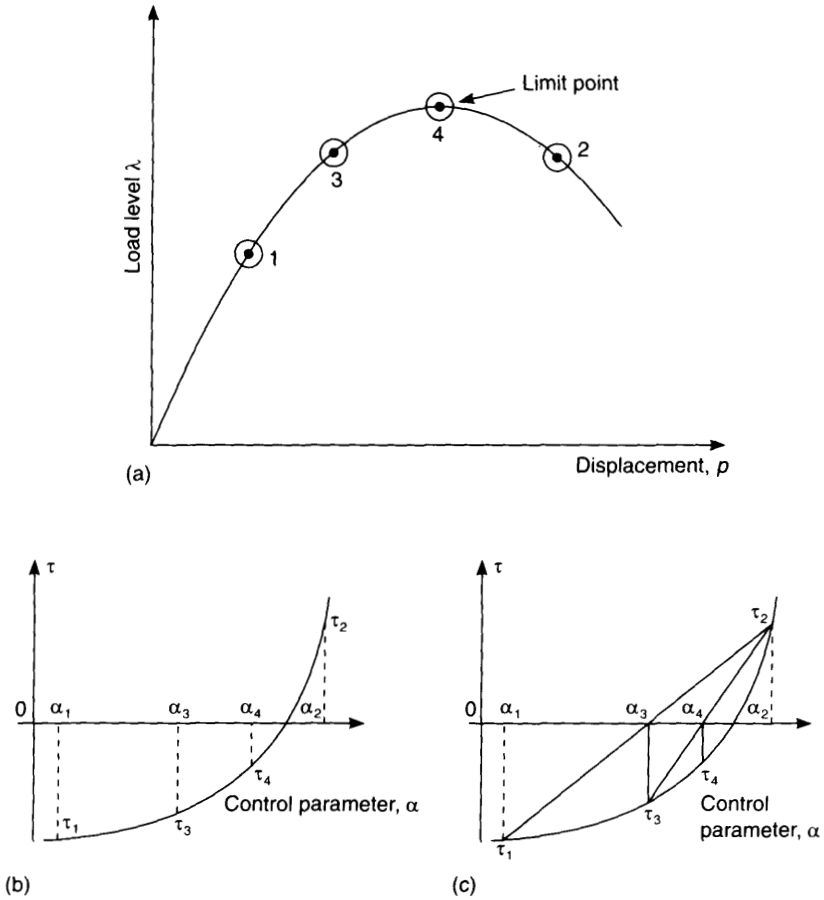 Limit point
4
2
3
1
Load level λ
Displacement, p
(a)
τ
τ₂
0
α₁
α₃
α₄
α₂
τ₄
Control parameter, α
τ₁
τ₃
(b)
τ
τ₂
0
α₁
α₃
α₄
α₂
τ₄
τ₃
Control
parameter, α
τ₁
(c)